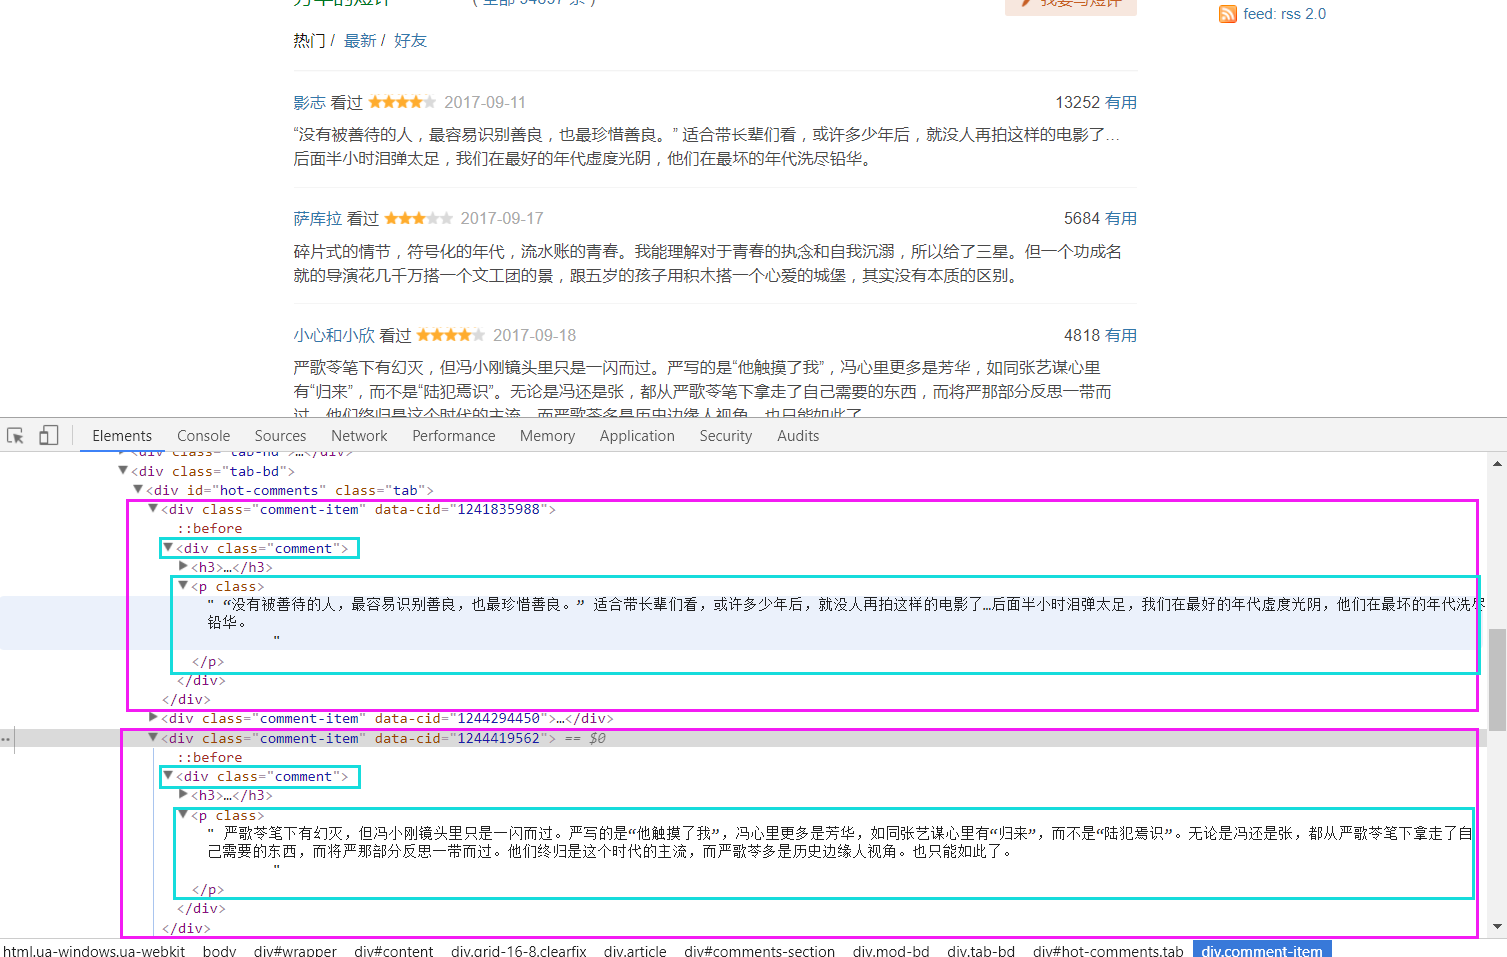 feed: rss 2.0
热门 / 最新 / 好友
影志 看过 2017-09-11 13252 有用
“没有被善待的人，最容易识别善良，也最珍惜善良。” 适合带长辈们看，或许多少年后，就没人再拍这样的电影了…
后面半小时泪弹太足，我们在最好的年代虚度光阴，他们在最坏的年代洗尽铅华。
萨库拉 看过 2017-09-17 5684 有用
碎片式的情节，符号化的年代，流水账的青春。我能理解对于青春的执念和自我沉溺，所以给了三星。但一个功成名
就的导演花几千万搭一个文工团的景，跟五岁的孩子用积木搭一个心爱的城堡，其实没有本质的区别。
小心和小欣 看过 2017-09-18 4818 有用
严歌苓笔下有幻灭，但冯小刚镜头里只是一闪而过。严写的是“他触摸了我”，冯心里更多是芳华，如同张艺谋心里
有“归来”，而不是“陆犯焉识”。无论是冯还是张，都从严歌苓笔下拿走了自己需要的东西，而将严那部分反思一带而
过。他们终归是这个时代的主流，而严歌苓多是历史边缘人视角。也只能如此了。
Elements Console Sources Network Performance Memory Application Security Audits
<div class="tab-hd">…</div>
<div class="tab-bd">
<div id="hot-comments" class="tab">
<div class="comment-item" data-cid="1241835988">
::before
<div class="comment">
<h3>…</h3>
<p class>
" “没有被善待的人，最容易识别善良，也最珍惜善良。” 适合带长辈们看，或许多少年后，就没人再拍这样的电影了…后面半小时泪弹太足，我们在最好的年代虚度光阴，他们在最坏的年代洗尽
铅华。
"
</p>
</div>
</div>
<div class="comment-item" data-cid="1244294450">…</div>
<div class="comment-item" data-cid="1244419562"> == $0
::before
<div class="comment">
<h3>…</h3>
<p class>
" 严歌苓笔下有幻灭，但冯小刚镜头里只是一闪而过。严写的是“他触摸了我”，冯心里更多是芳华，如同张艺谋心里有“归来”，而不是“陆犯焉识”。无论是冯还是张，都从严歌苓笔下拿走了自
己需要的东西，而将严那部分反思一带而过。他们终归是这个时代的主流，而严歌苓多是历史边缘人视角。也只能如此了。
"
</p>
</div>
</div>
html.ua-windows.ua-webkit body div#wrapper div#content div.grid-16-8.clearfix div.article div#comments-section div.mod-bd div.tab-bd div#hot-comments.tab div.comment-item